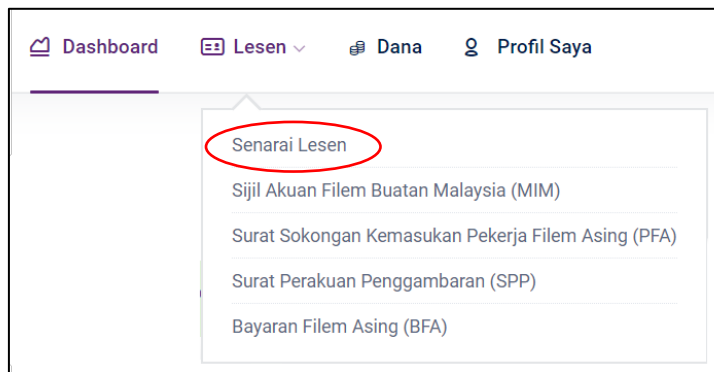 Dashboard Lesen Dana Profil Saya
Senarai Lesen
Sijil Akuan Filem Buatan Malaysia (MIM)
Surat Sokongan Kemasukan Pekerja Filem Asing (PFA)
Surat Perakuan Penggambaran (SPP)
Bayaran Filem Asing (BFA)